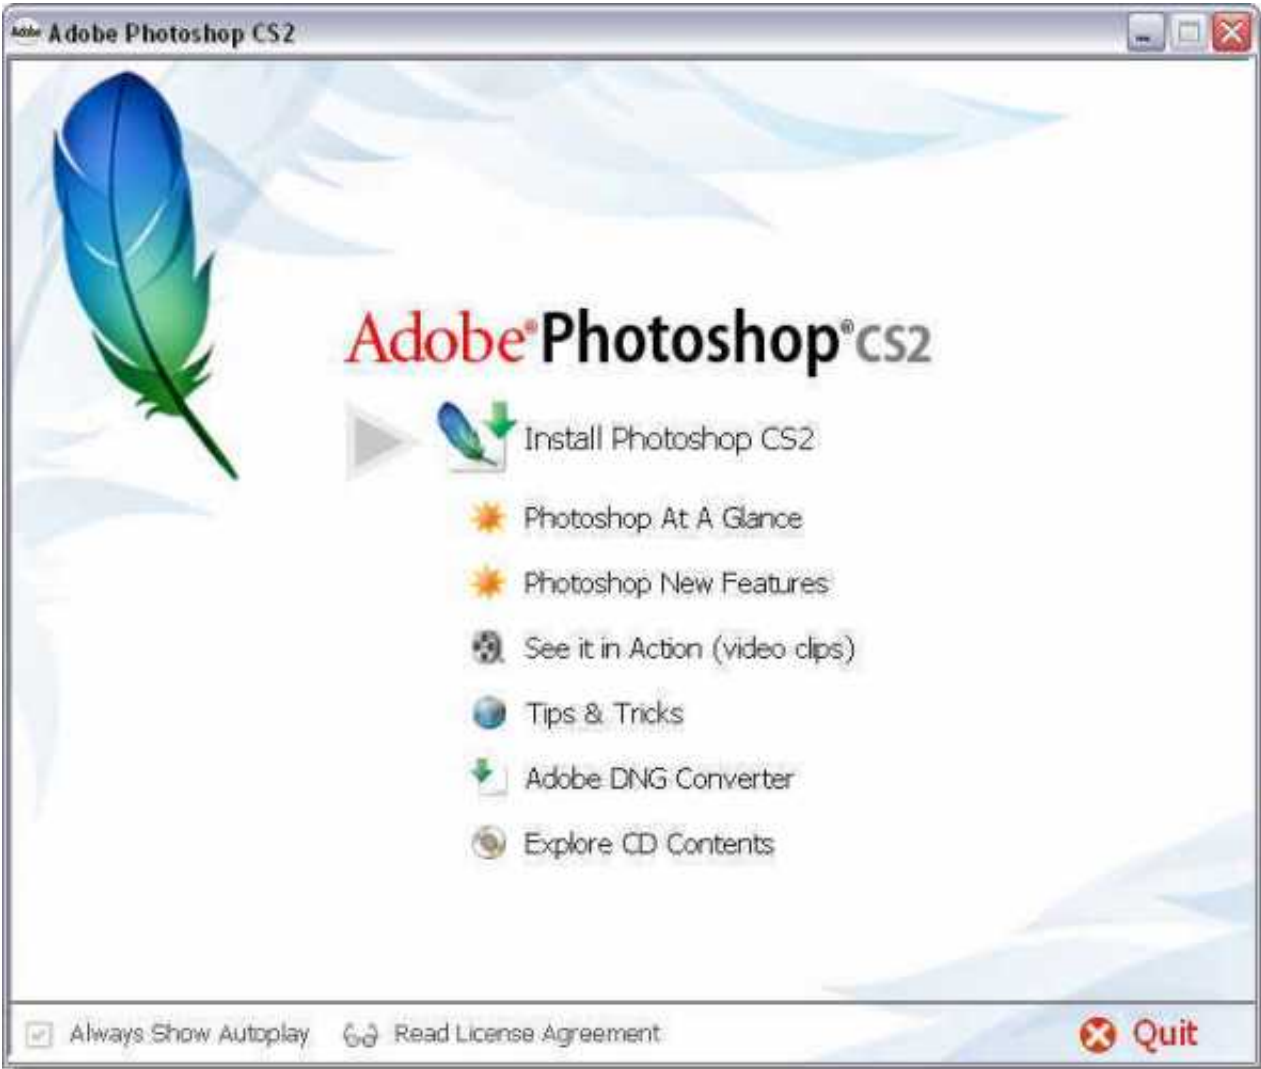 Adobe Adobe Photoshop CS2
Adobe® Photoshop® CS2
Install Photoshop CS2
Photoshop At A Glance
Photoshop New Features
See it in Action (video clips)
Tips & Tricks
Adobe DNG Converter
Explore CD Contents
Always Show Autoplay Read License Agreement Quit